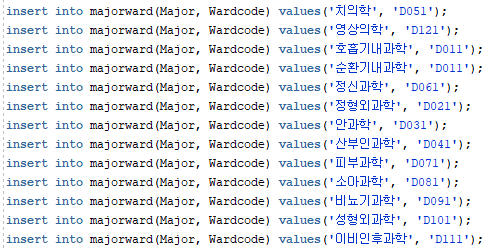 insert into majorward(Major, Wardcode) values('치의학', 'D051');
insert into majorward(Major, Wardcode) values('영상의학', 'D121');
insert into majorward(Major, Wardcode) values('호흡기내과학', 'D011');
insert into majorward(Major, Wardcode) values('순환기내과학', 'D011');
insert into majorward(Major, Wardcode) values('정신과학', 'D061');
insert into majorward(Major, Wardcode) values('정형외과학', 'D021');
insert into majorward(Major, Wardcode) values('안과학', 'D031');
insert into majorward(Major, Wardcode) values('산부인과학', 'D041');
insert into majorward(Major, Wardcode) values('피부과학', 'D071');
insert into majorward(Major, Wardcode) values('소아과학', 'D081');
insert into majorward(Major, Wardcode) values('비뇨기과학', 'D091');
insert into majorward(Major, Wardcode) values('성형외과학', 'D101');
insert into majorward(Major, Wardcode) values('이비인후과학', 'D111');